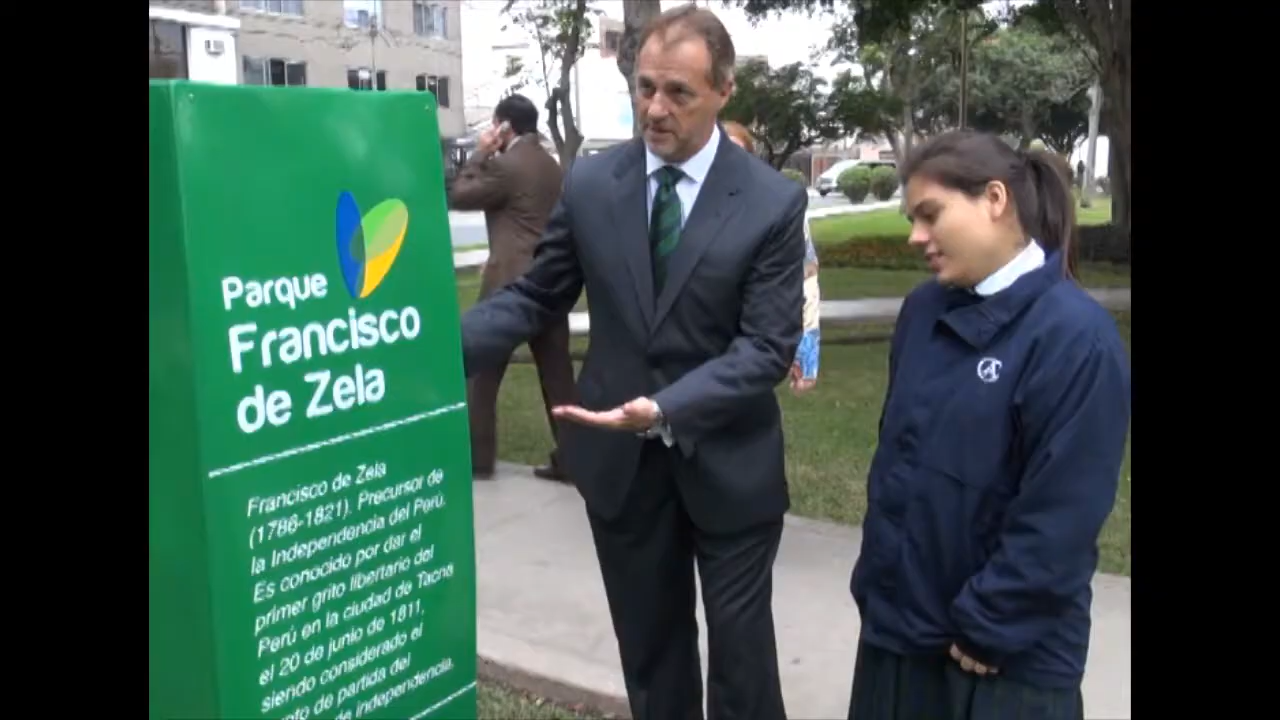 Parque
Francisco
de Zela
Francisco de Zela
(1786-1821). Precursor de
la Independencia del Perú.
Es conocido por dar el
primer grito libertario del
Perú en la ciudad de Tacna
el 20 de junio de 1811,
siendo considerado el
de partida del
de independencia.